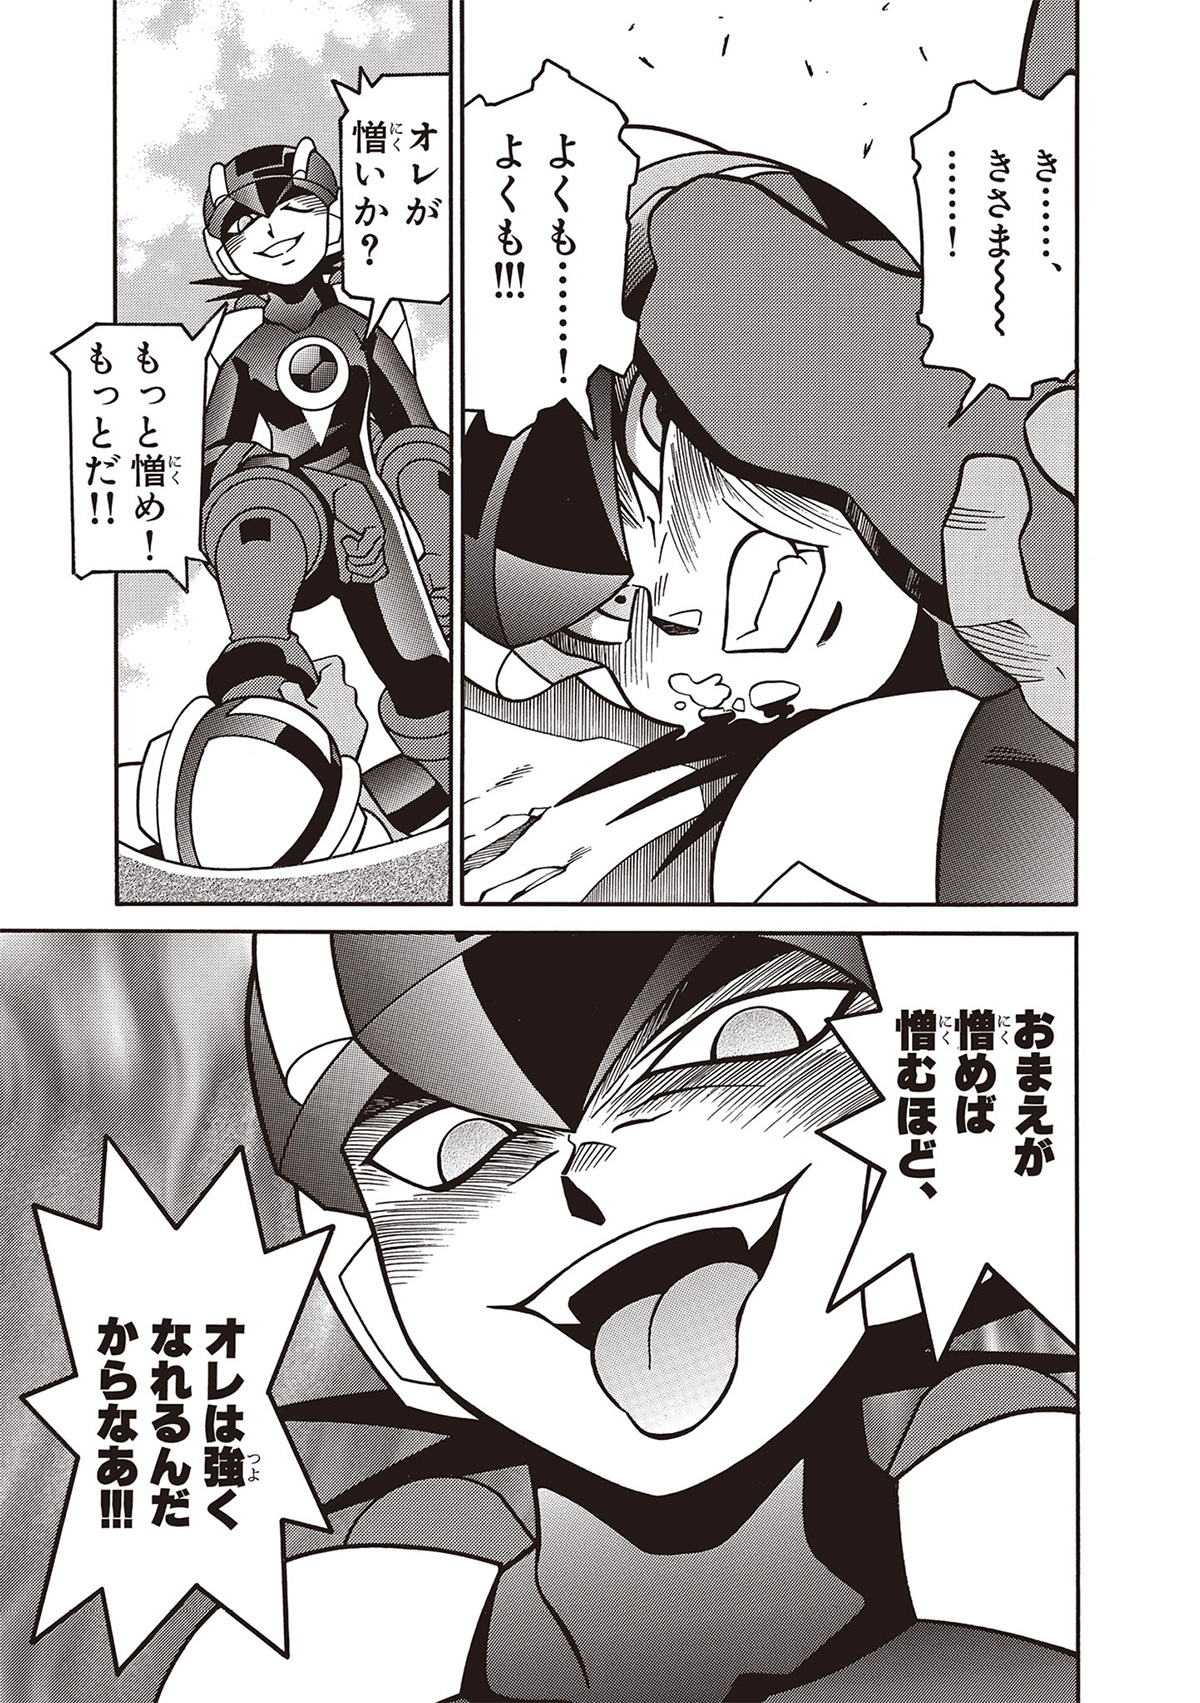 き……、
きさま～～～
……！
よくも………！
よくも!!!
オレが
憎いか？
もっと憎め！
もっとだ!!
おまえが
憎めば
憎むほど、
オレは強く
なれるんだ
からなあ!!!